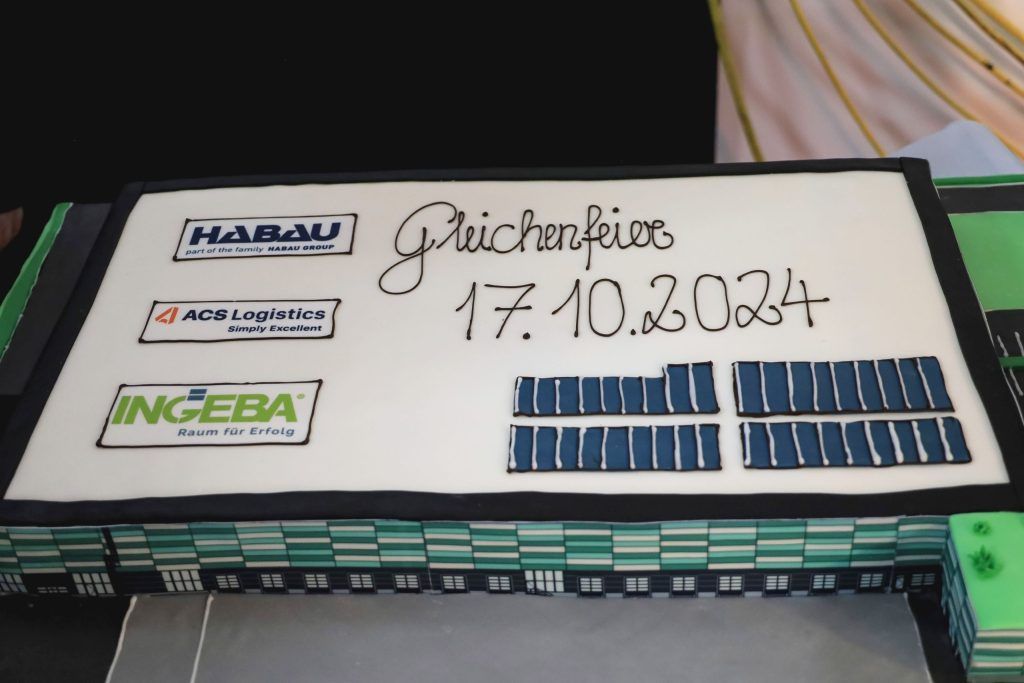 HABAU
part of the family HABAU GROUP
Gleichenfeier
17.10.2024
ACS Logistics
Simply Excellent
INGEBA®
Raum für Erfolg